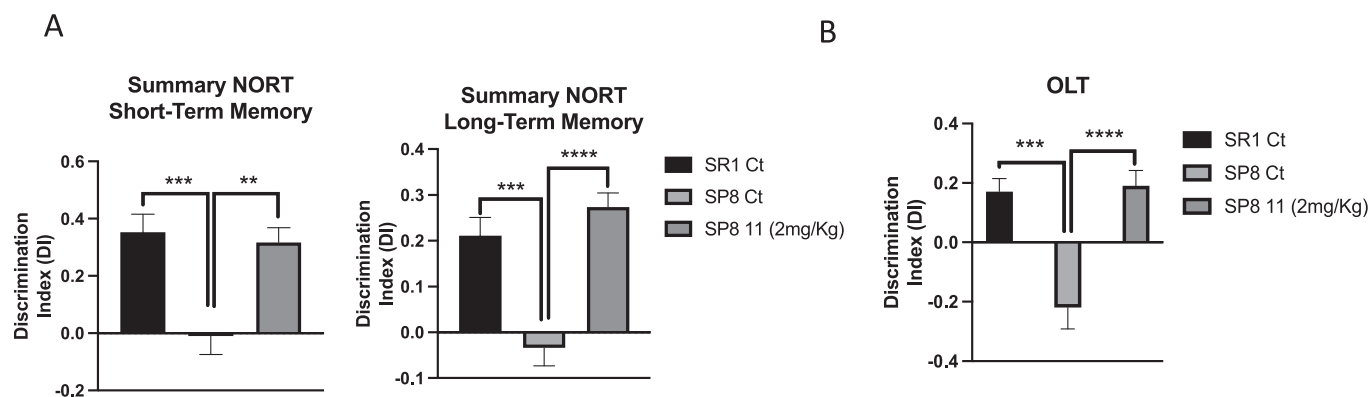 A
Summary NORT
Short-Term Memory
Discrimination
Index (DI)
0.6
0.4
0.2
0.0
-0.2
***
**
Summary NORT
Long-Term Memory
Discrimination
Index (DI)
0.4
0.3
0.2
0.1
0.0
-0.1
***
****
SR1 Ct
SP8 Ct
SP8 11 (2mg/Kg)
B
OLT
Discrimination
Index (DI)
0.4
0.2
0.0
-0.2
-0.4
***
****
SR1 Ct
SP8 Ct
SP8 11 (2mg/Kg)